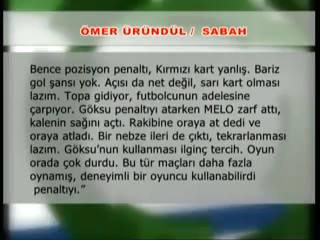 ÖMER ÜRÜNDÜL / SABAH
Bence pozisyon penaltı, Kırmızı kart yanlış. Bariz
gol şansı yok. Açısı da net değil, sarı kart olması
lazım. Topa gidiyor, futbolcunun adelesine
çarpıyor. Göksu penaltıyı atarken MELO zarf attı,
kalenin sağını açtı. Rakibine oraya at dedi ve
oraya atladı. Bir nebze ileri de çıktı, tekrarlanması
lazım. Göksu'nun kullanması ilginç tercih. Oyun
orada çok durdu. Bu tür maçları daha fazla
oynamış, deneyimli bir oyuncu kullanabilirdi
penaltıyı.”